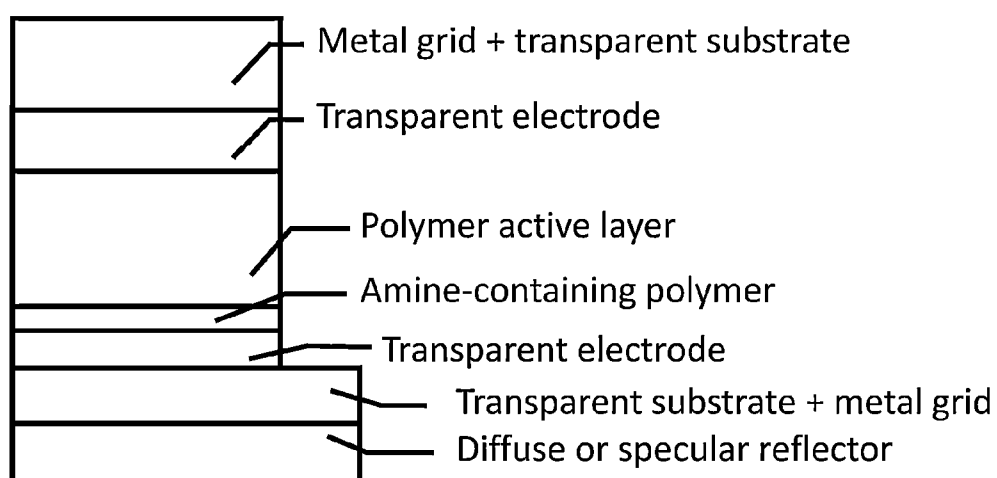 Metal grid + transparent substrate
Transparent electrode
Polymer active layer
Amine-containing polymer
Transparent electrode
Transparent substrate + metal grid
Diffuse or specular reflector